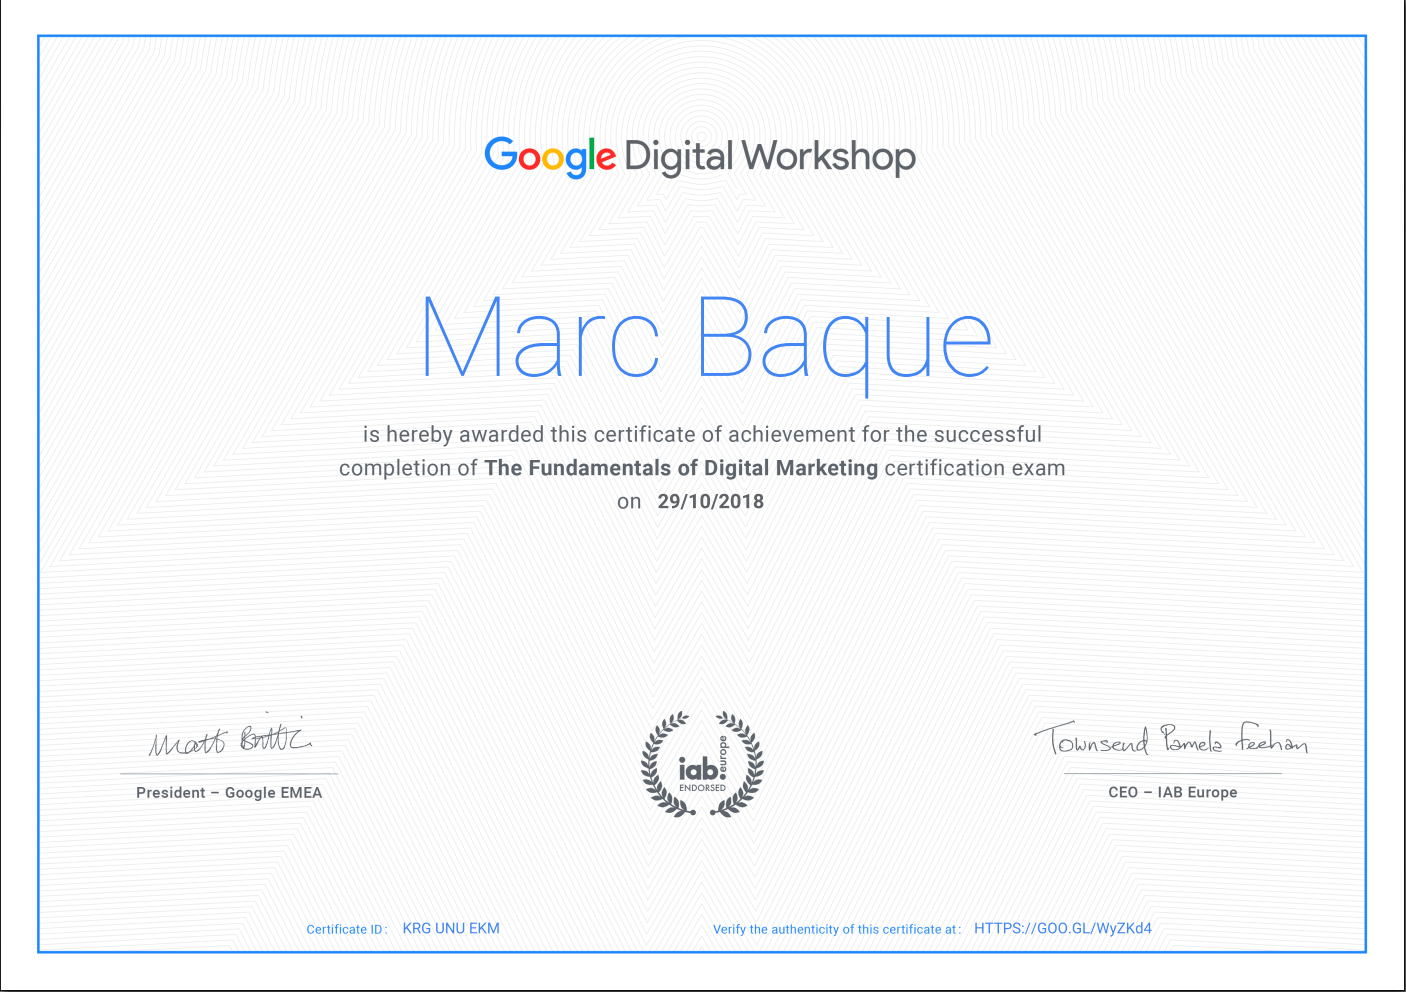 Google Digital Workshop
Marc Baque
is hereby awarded this certificate of achievement for the successful
completion of The Fundamentals of Digital Marketing certification exam
on 29/10/2018
Matt Brittin
Townsend Pamela Feehan
iab europe
ENDORSED
President – Google EMEA
CEO – IAB Europe
Certificate ID : KRG UNU EKM
Verify the authenticity of this certificate at : HTTPS://GOO.GL/WyZKd4